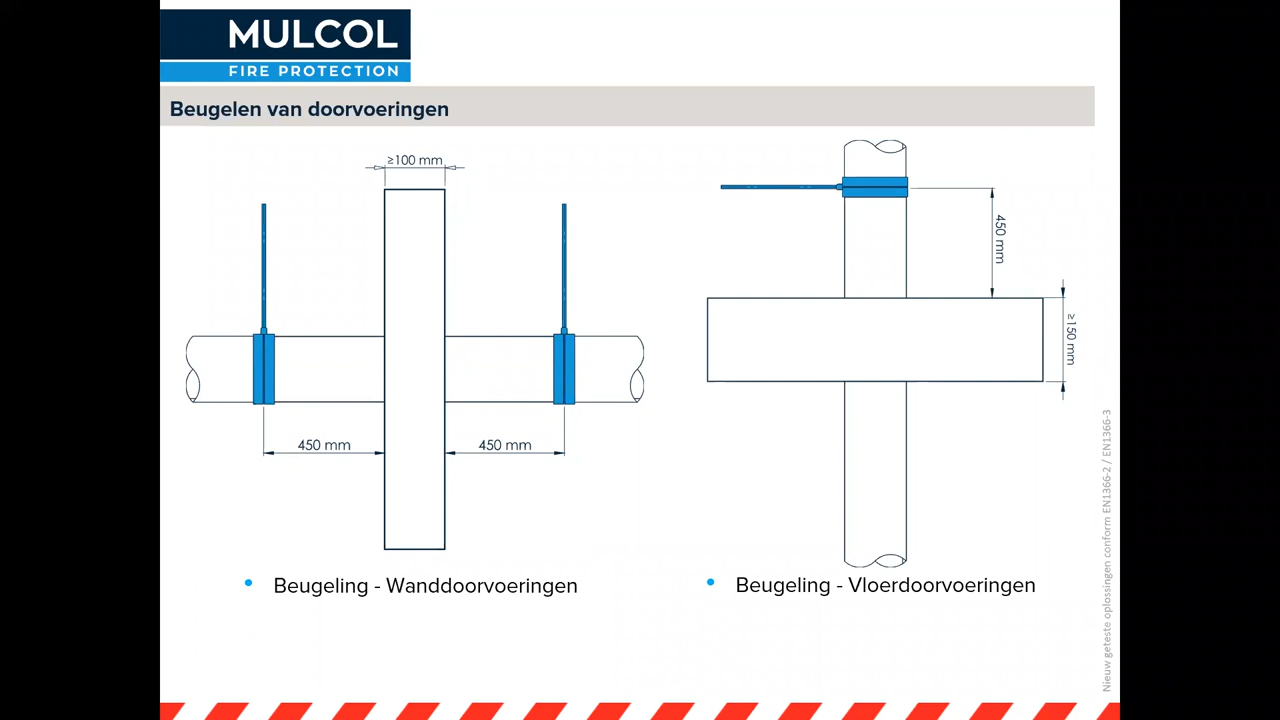 MULCOL
FIRE PROTECTION
Beugelen van doorvoeringen
≥100 mm
450 mm
450 mm
450 mm
≥150 mm
Beugeling - Wanddoorvoeringen
Beugeling - Vloerdoorvoeringen
Nieuw geteste oplossingen conform EN1366-2 / EN1366-3